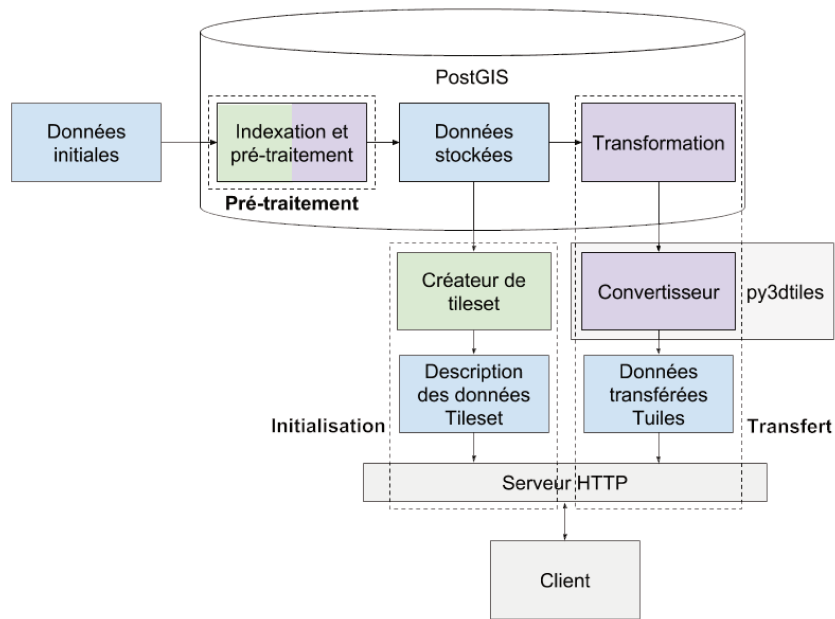 PostGIS
Données
initiales
Indexation et
pré-traitement
Données
stockées
Transformation
Pré-traitement
Créateur de
tileset
Convertisseur
py3dtiles
Description
des données
Tileset
Données
transférées
Tuiles
Initialisation
Transfert
Serveur HTTP
Client